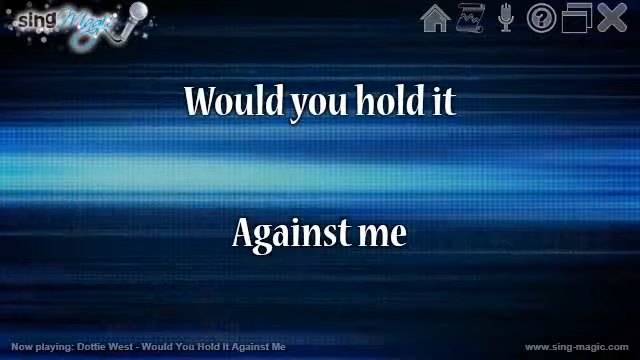 sing Magic
Would you hold it
Against me
Now playing: Dottie West - Would You Hold It Against Me
www.sing-magic.com